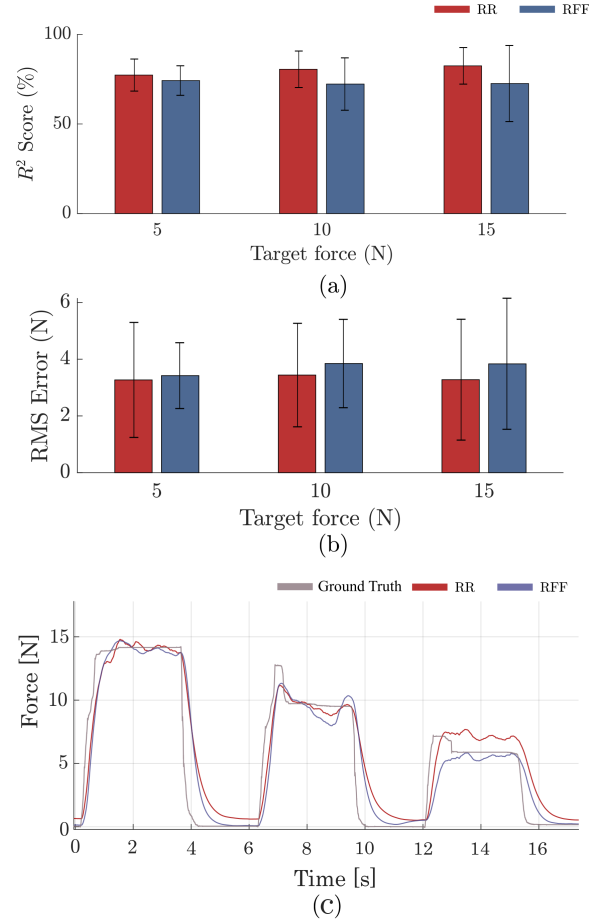 RR RFF
100
50
0
R² Score (%)
5 10 15
Target force (N)
(a)
6
4
2
0
RMS Error (N)
5 10 15
Target force (N)
(b)
Ground Truth RR RFF
15
10
5
0
Force [N]
0 2 4 6 8 10 12 14 16
Time [s]
(c)